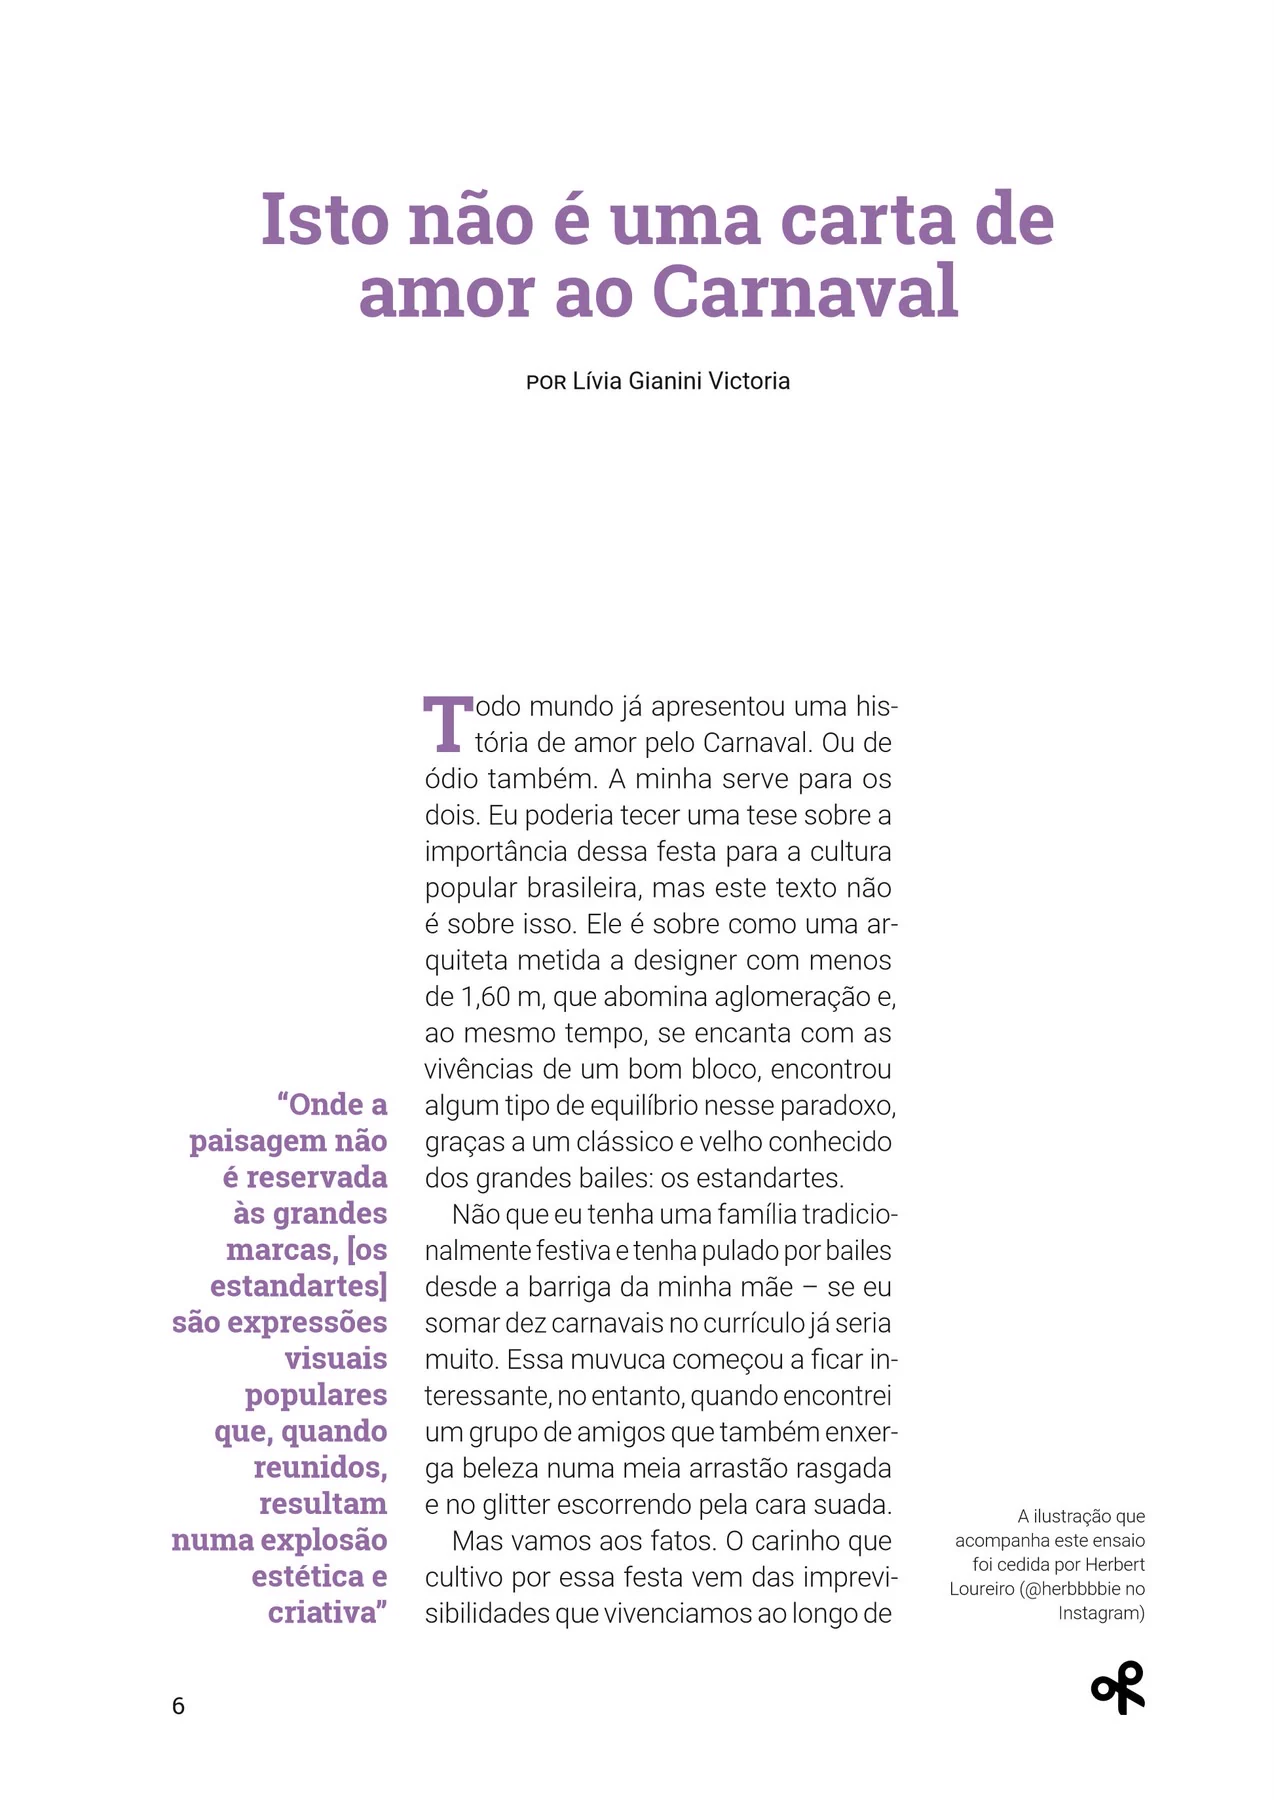 Isto não é uma carta de
amor ao Carnaval
POR Lívia Gianini Victoria
Todo mundo já apresentou uma his-
tória de amor pelo Carnaval. Ou de
ódio também. A minha serve para os
dois. Eu poderia tecer uma tese sobre a
importância dessa festa para a cultura
popular brasileira, mas este texto não
é sobre isso. Ele é sobre como uma ar-
quiteta metida a designer com menos
de 1,60 m, que abomina aglomeração e,
ao mesmo tempo, se encanta com as
vivências de um bom bloco, encontrou
algum tipo de equilíbrio nesse paradoxo,
graças a um clássico e velho conhecido
dos grandes bailes: os estandartes.
Não que eu tenha uma família tradicio-
nalmente festiva e tenha pulado por bailes
desde a barriga da minha mãe – se eu
somar dez carnavais no currículo já seria
muito. Essa muvuca começou a ficar in-
teressante, no entanto, quando encontrei
um grupo de amigos que também enxer-
ga beleza numa meia arrastão rasgada
e no glitter escorrendo pela cara suada.
Mas vamos aos fatos. O carinho que
cultivo por essa festa vem das imprevi-
sibilidades que vivenciamos ao longo de
“Onde a
paisagem não
é reservada
às grandes
marcas, [os
estandartes]
são expressões
visuais
populares
que, quando
reunidos,
resultam
numa explosão
estética e
criativa”
A ilustração que
acompanha este ensaio
foi cedida por Herbert
Loureiro (@herbbbbie no
Instagram)
6